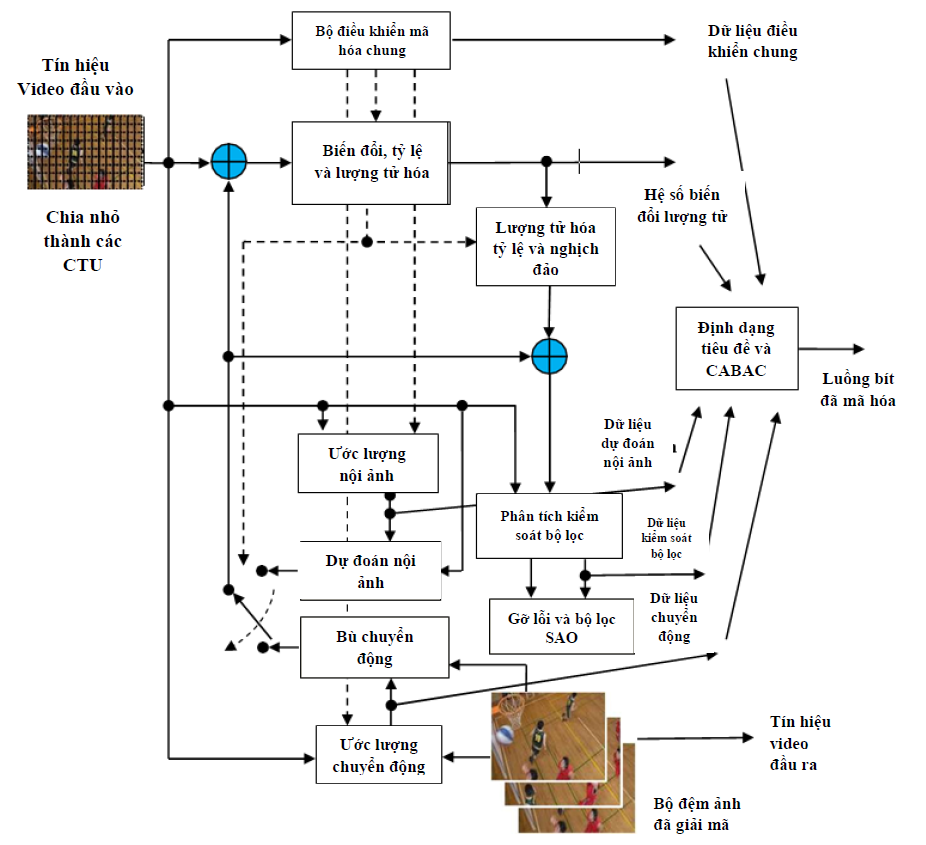 Bộ điều khiển mã
hóa chung
Dữ liệu điều
khiển chung
Tín hiệu
Video đầu vào
Biến đổi, tỷ lệ
và lượng tử hóa
Chia nhỏ
thành các
CTU
Hệ số biến
đổi lượng tử
Lượng tử hóa
tỷ lệ và nghịch
đảo
Định dạng
tiêu đề và
CABAC
Luồng bít
đã mã hóa
Ước lượng
nội ảnh
Dữ liệu
dự đoán
nội ảnh
Phân tích kiểm
soát bộ lọc
Dữ liệu
kiểm soát
bộ lọc
Dự đoán nội
ảnh
Gỡ lỗi và bộ lọc
SAO
Dữ liệu
chuyển
động
Bù chuyển
động
Ước lượng
chuyển động
Tín hiệu
video
đầu ra
Bộ đệm ảnh
đã giải mã